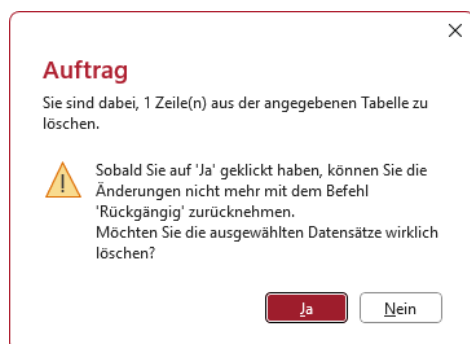 Auftrag
Sie sind dabei, 1 Zeile(n) aus der angegebenen Tabelle zu
löschen.
Sobald Sie auf 'Ja' geklickt haben, können Sie die
Änderungen nicht mehr mit dem Befehl
'Rückgängig' zurücknehmen.
Möchten Sie die ausgewählten Datensätze wirklich
löschen?
Ja
Nein